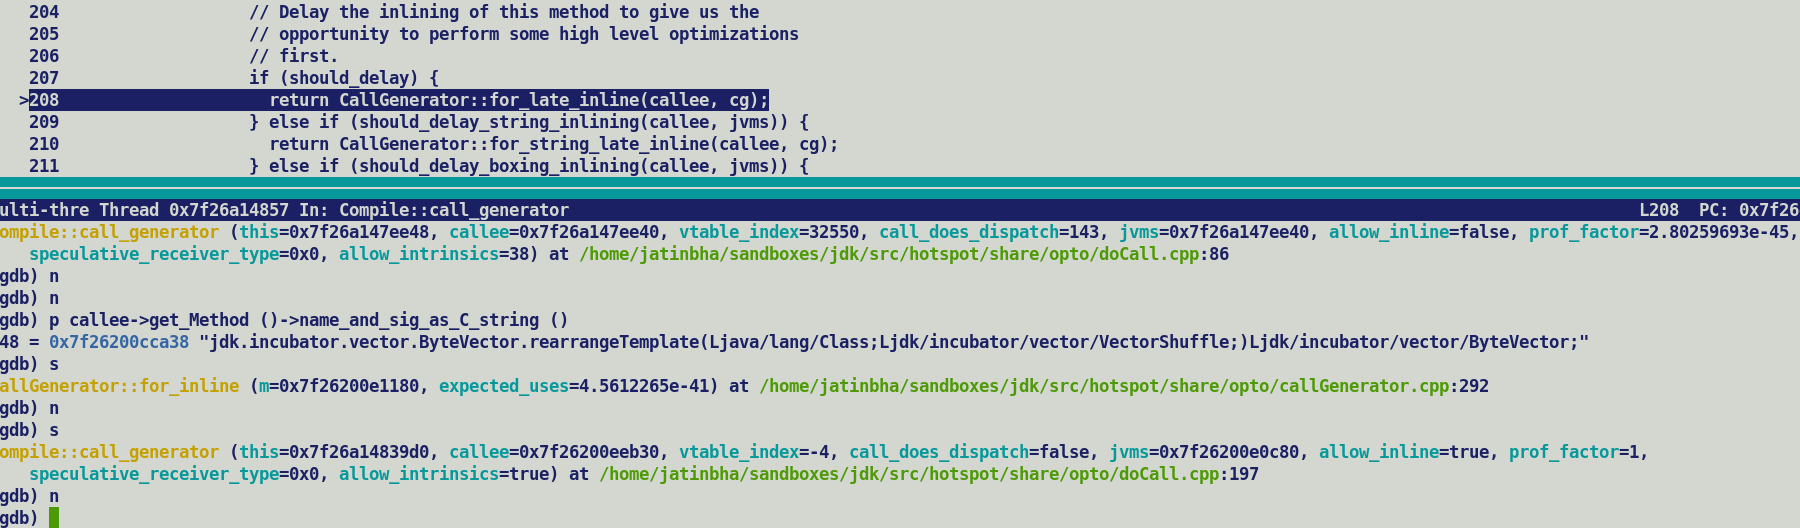 204                   // Delay the inlining of this method to give us the
205                   // opportunity to perform some high level optimizations
206                   // first.
207                   if (should_delay) {
>208                     return CallGenerator::for_late_inline(callee, cg);
209                   } else if (should_delay_string_inlining(callee, jvms)) {
210                     return CallGenerator::for_string_late_inline(callee, cg);
211                   } else if (should_delay_boxing_inlining(callee, jvms)) {
ulti-thre Thread 0x7f26a14857 In: Compile::call_generator L208  PC: 0x7f26
ompile::call_generator (this=0x7f26a147ee48, callee=0x7f26a147ee40, vtable_index=32550, call_does_dispatch=143, jvms=0x7f26a147ee40, allow_inline=false, prof_factor=2.80259693e-45,
speculative_receiver_type=0x0, allow_intrinsics=38) at /home/jatinbha/sandboxes/jdk/src/hotspot/share/opto/doCall.cpp:86
gdb) n
gdb) n
gdb) p callee->get_Method ()->name_and_sig_as_C_string ()
48 = 0x7f26200cca38 "jdk.incubator.vector.ByteVector.rearrangeTemplate(Ljava/lang/Class;Ljdk/incubator/vector/VectorShuffle;)Ljdk/incubator/vector/ByteVector;"
gdb) s
allGenerator::for_inline (m=0x7f26200e1180, expected_uses=4.5612265e-41) at /home/jatinbha/sandboxes/jdk/src/hotspot/share/opto/callGenerator.cpp:292
gdb) n
gdb) s
ompile::call_generator (this=0x7f26a14839d0, callee=0x7f26200eeb30, vtable_index=-4, call_does_dispatch=false, jvms=0x7f26200e0c80, allow_inline=true, prof_factor=1,
speculative_receiver_type=0x0, allow_intrinsics=true) at /home/jatinbha/sandboxes/jdk/src/hotspot/share/opto/doCall.cpp:197
gdb) n
gdb)